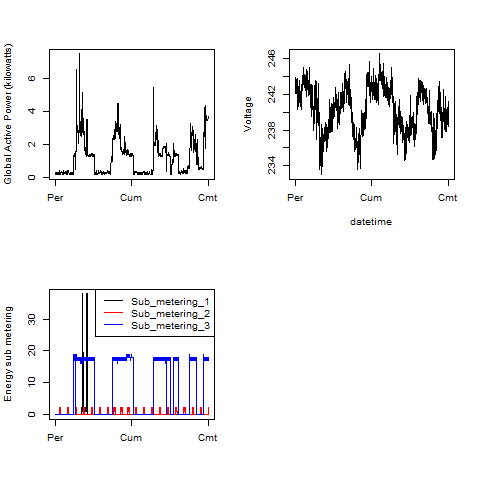 Global Active Power (kilowatts)
0
2
4
6
Per
Cum
Cmt
Voltage
234
238
242
246
Per
Cum
Cmt
datetime
Energy sub metering
0
10
20
30
Sub_metering_1
Sub_metering_2
Sub_metering_3
Per
Cum
Cmt